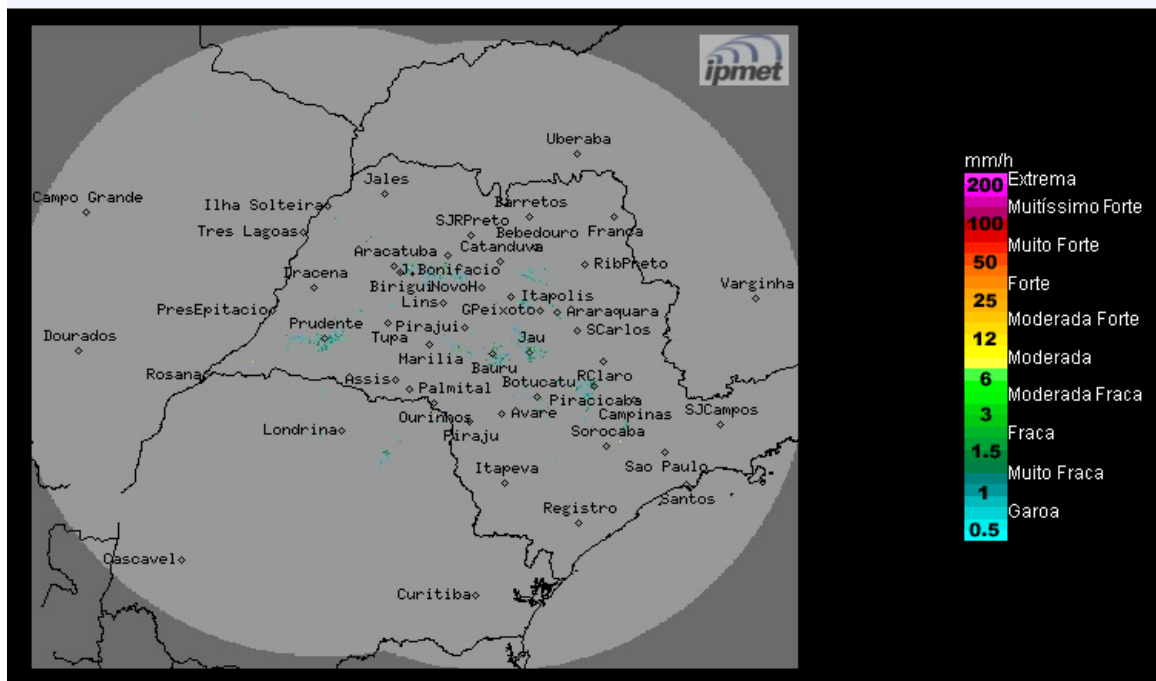 ipmet
Uberaba
Jales
Campo Grande
Ilha Solteira
Barretos
SJRPreto
Tres Lagoas
Bebedouro
Franca
Catanduva
Aracatuba
J.Bonifacio
RibPreto
Dracena
Birigui
NovoH
Varginha
Itapolis
Lins
PresEpitacio
GPeixoto
Araraquara
Prudente
Pirajui
SCarlos
Dourados
Tupa
Jau
Marilia
Bauru
Rosana
Assis
Botucatu
RClaro
Palmital
Piracicaba
Ourinhos
Avare
Campinas
SJCampos
Londrina
Piraju
Sorocaba
Itapeva
Sao Paulo
Santos
Registro
Cascavel
Curitiba
mm/h
200
Extrema
Muitíssimo Forte
100
Muito Forte
50
Forte
25
Moderada Forte
12
Moderada
6
Moderada Fraca
3
Fraca
1.5
Muito Fraca
1
Garoa
0.5